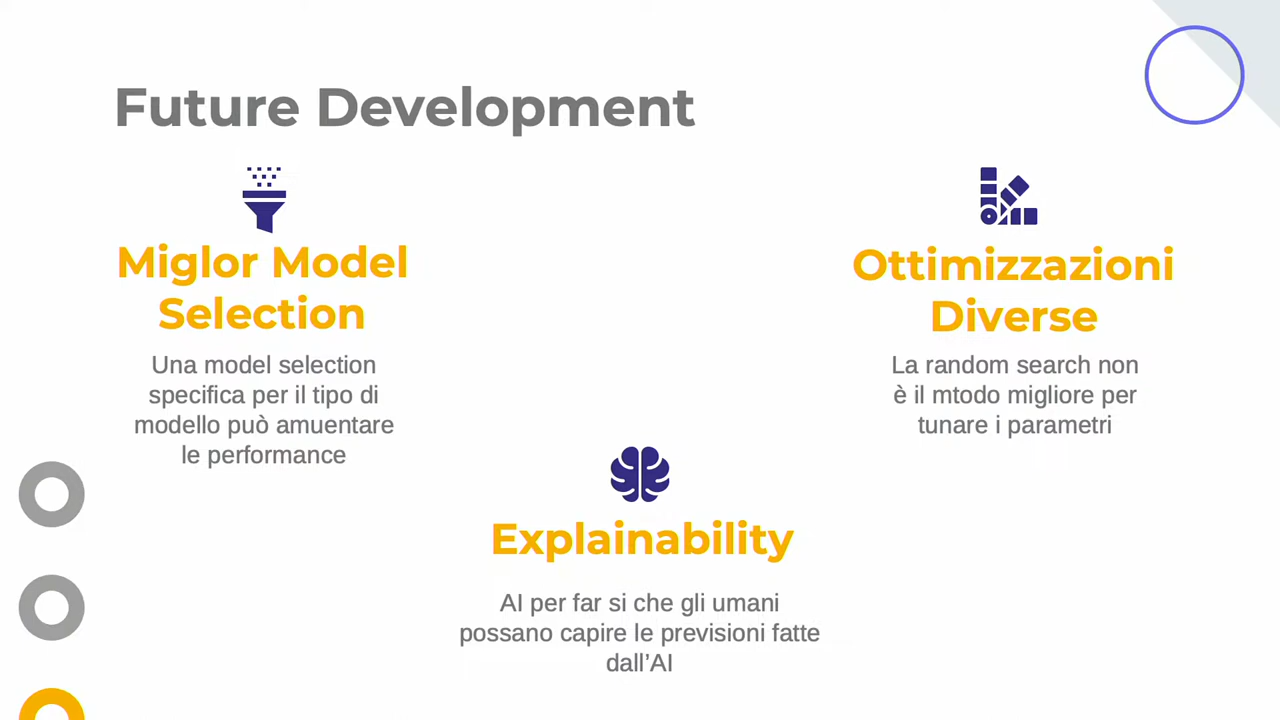 Future Development
Miglor Model
Selection
Una model selection
specifica per il tipo di
modello può amuentare
le performance
Ottimizzazioni
Diverse
La random search non
è il mtodo migliore per
tunare i parametri
Explainability
AI per far si che gli umani
possano capire le previsioni fatte
dall’AI